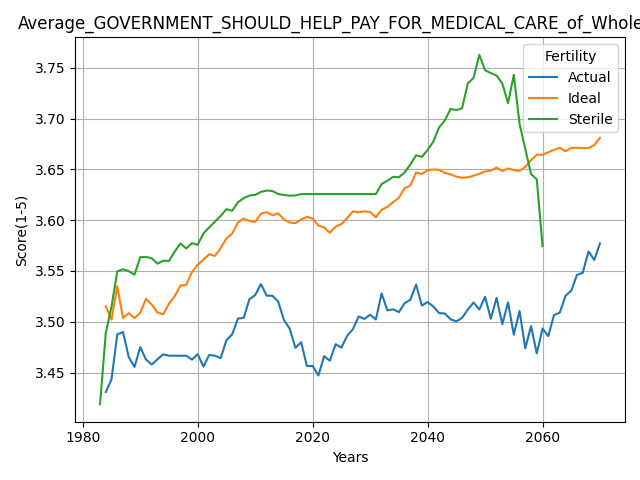 Average_GOVERNMENT_SHOULD_HELP_PAY_FOR_MEDICAL_CARE_of_Whole
Fertility
Actual
Ideal
Sterile
3.75
3.70
3.65
3.60
3.55
3.50
3.45
Score(1-5)
1980
2000
2020
2040
2060
Years